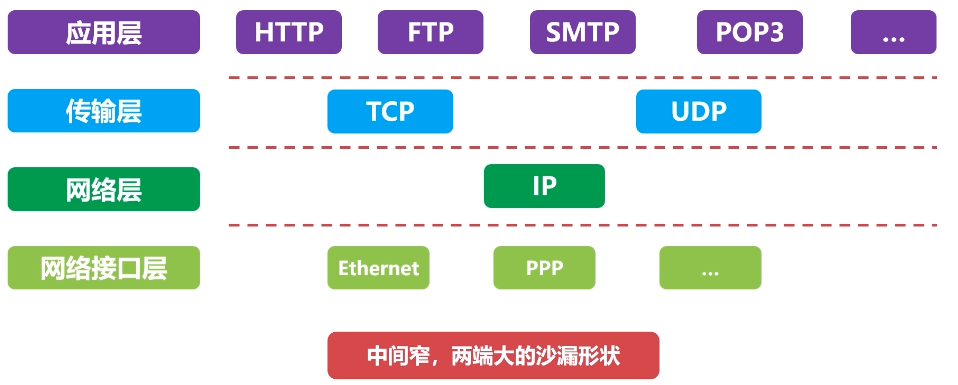 应用层 HTTP FTP SMTP POP3 ...
传输层 TCP UDP
网络层 IP
网络接口层 Ethernet PPP ...
中间窄，两端大的沙漏形状